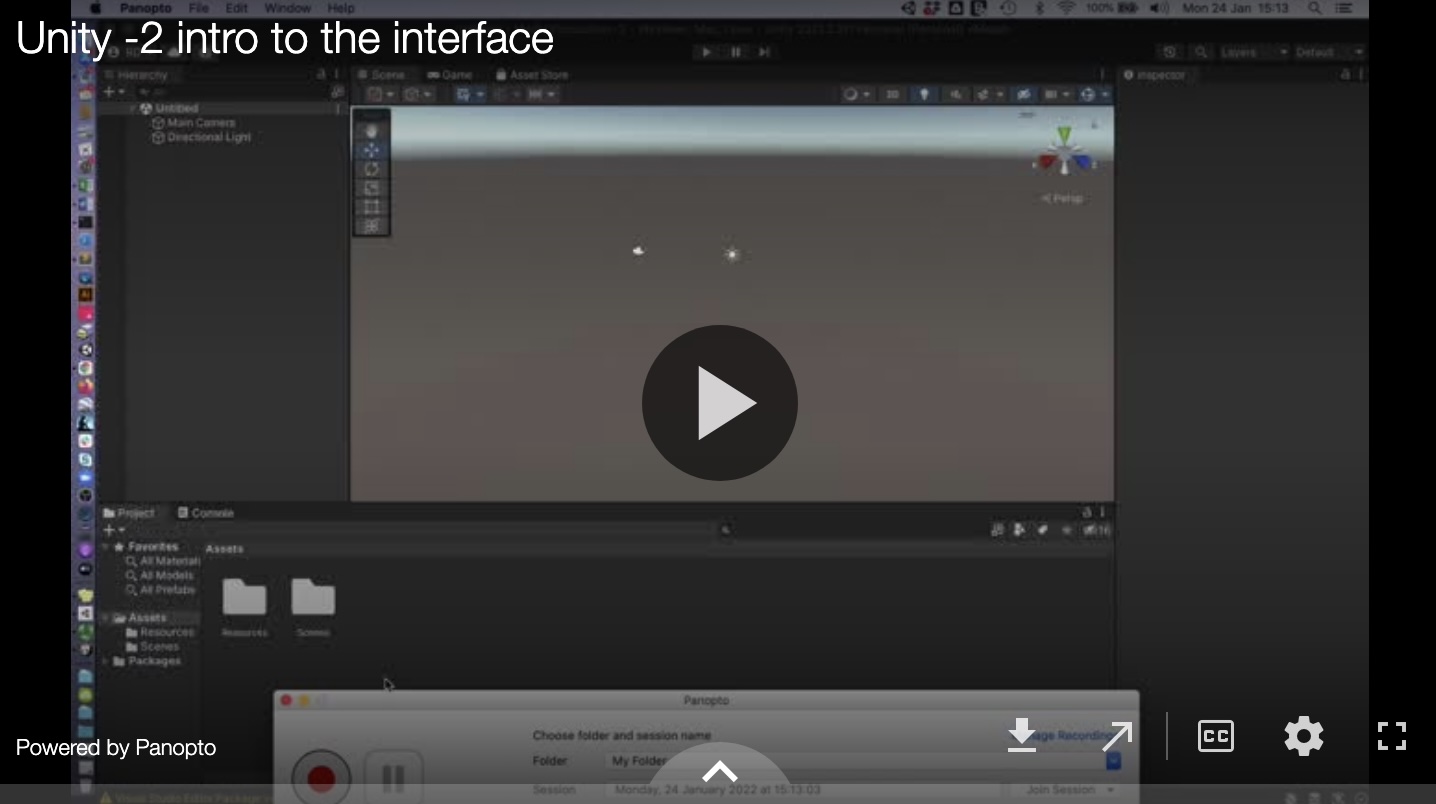 Panopto File Edit Window Help 100% Mon 24 Jan 15:13
Unity -2 intro to the interface
Layers Default
Hierarchy
Scene Game Asset Store
Inspector
Untitled
Main Camera
Directional Light
Persp
Project Console
Favorites
All Materials
All Models
All Prefabs
Assets
Resources
Scenes
Packages
Assets
Resources Scenes
Panopto
Choose folder and session name
Folder My Folder
Session Monday, 24 January 2022 at 15:13:03 Join Session
Powered by Panopto
CC